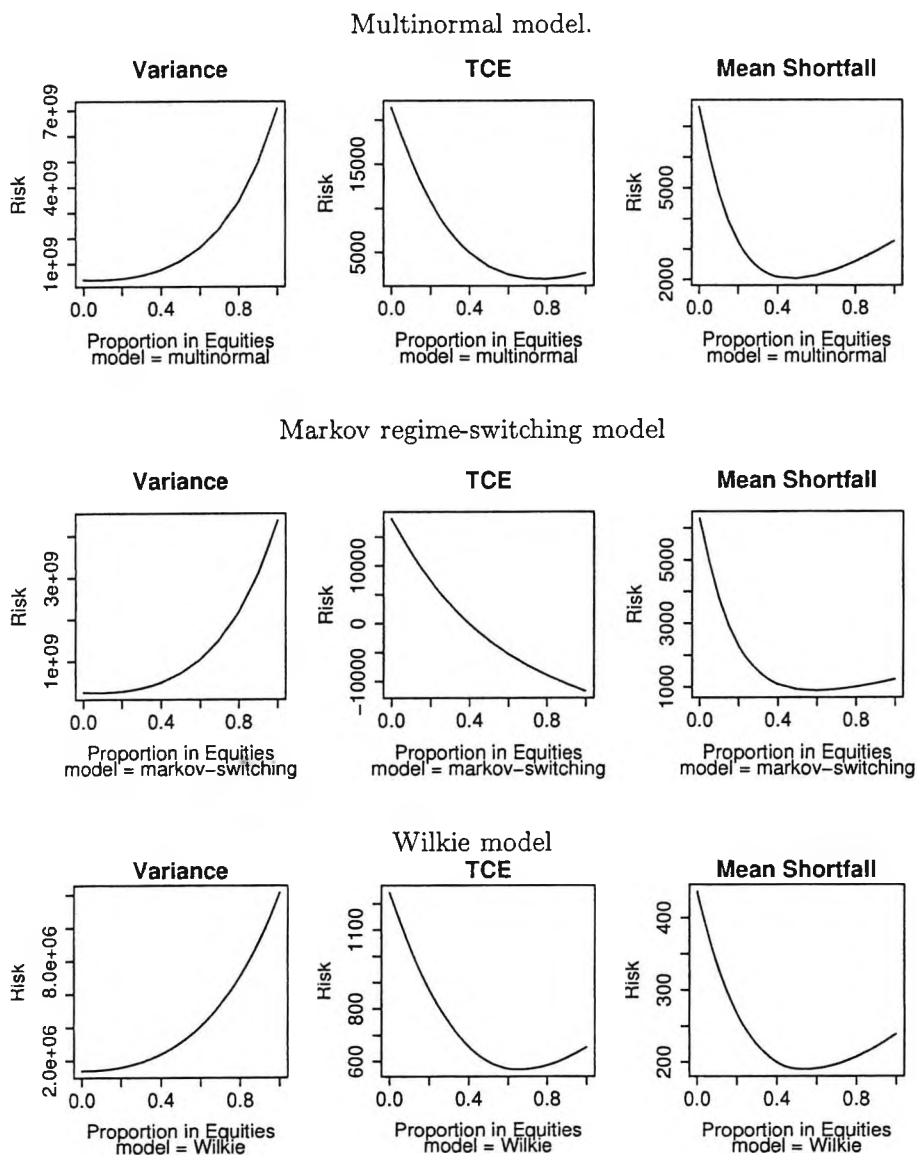 Multinormal model.
Variance
TCE
Mean Shortfall
Risk
1e+09
4e+09
7e+09
0.0
0.4
0.8
Proportion in Equities
model = multinormal
Risk
5000
15000
0.0
0.4
0.8
Proportion in Equities
model = multinormal
Risk
2000
5000
0.0
0.4
0.8
Proportion in Equities
model = multinormal
Markov regime-switching model
Variance
TCE
Mean Shortfall
Risk
1e+09
3e+09
0.0
0.4
0.8
Proportion in Equities
model = markov−switching
Risk
−10000
0
10000
0.0
0.4
0.8
Proportion in Equities
model = markov−switching
Risk
1000
3000
5000
0.0
0.4
0.8
Proportion in Equities
model = markov−switching
Wilkie model
Variance
TCE
Mean Shortfall
Risk
2.0e+06
8.0e+06
0.0
0.4
0.8
Proportion in Equities
model = Wilkie
Risk
600
800
1100
0.0
0.4
0.8
Proportion in Equities
model = Wilkie
Risk
200
300
400
0.0
0.4
0.8
Proportion in Equities
model = Wilkie